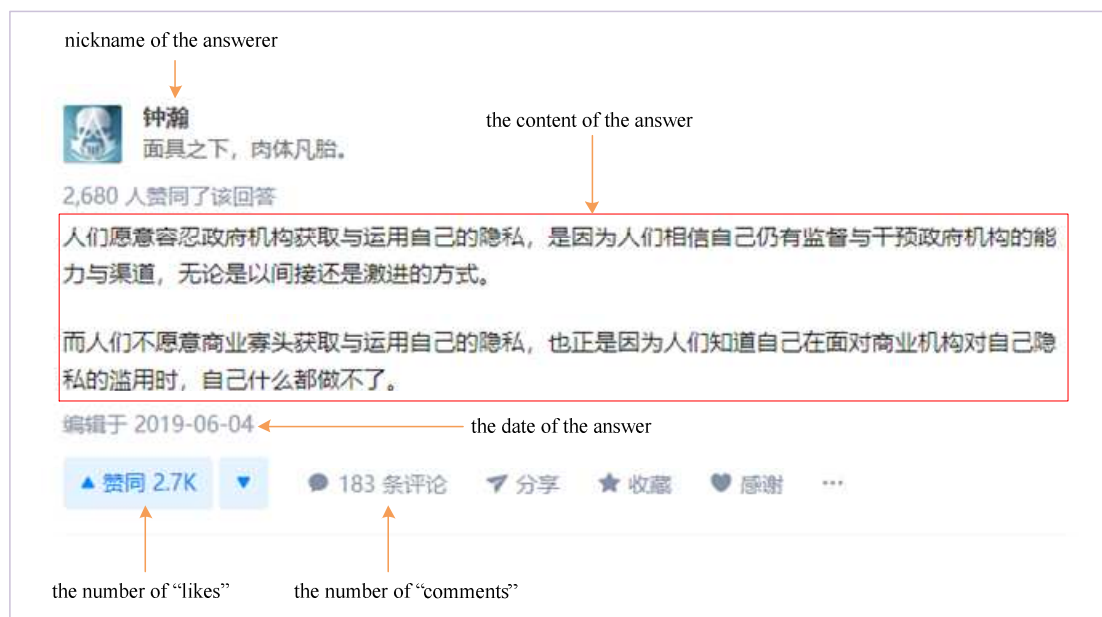 nickname of the answerer
钟瀚
the content of the answer
面具之下，肉体凡胎。
2,680 人赞同了该回答
人们愿意容忍政府机构获取与运用自己的隐私，是因为人们相信自己仍有监督与干预政府机构的能
力与渠道，无论是以间接还是激进的方式。
而人们不愿意商业寡头获取与运用自己的隐私，也正是因为人们知道自己在面对商业机构对自己隐
私的滥用时，自己什么都做不了。
编辑于 2019-06-04
the date of the answer
赞同 2.7K
183 条评论
分享
收藏
感谢
the number of “likes”
the number of “comments”